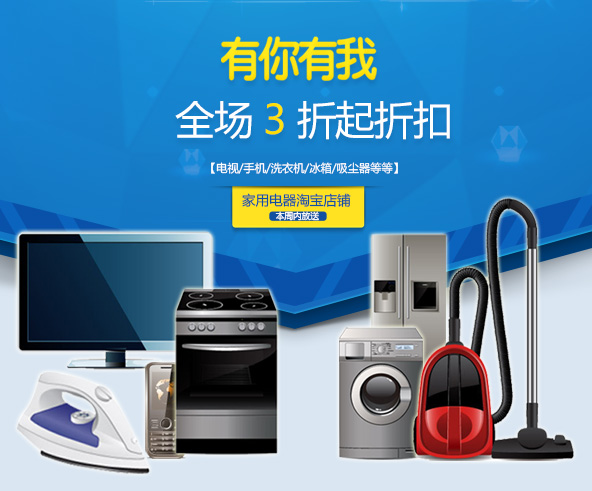 有你有我
全场 3 折起折扣
【电视/手机/洗衣机/冰箱/吸尘器等等】
家用电器淘宝店铺
本周内放送